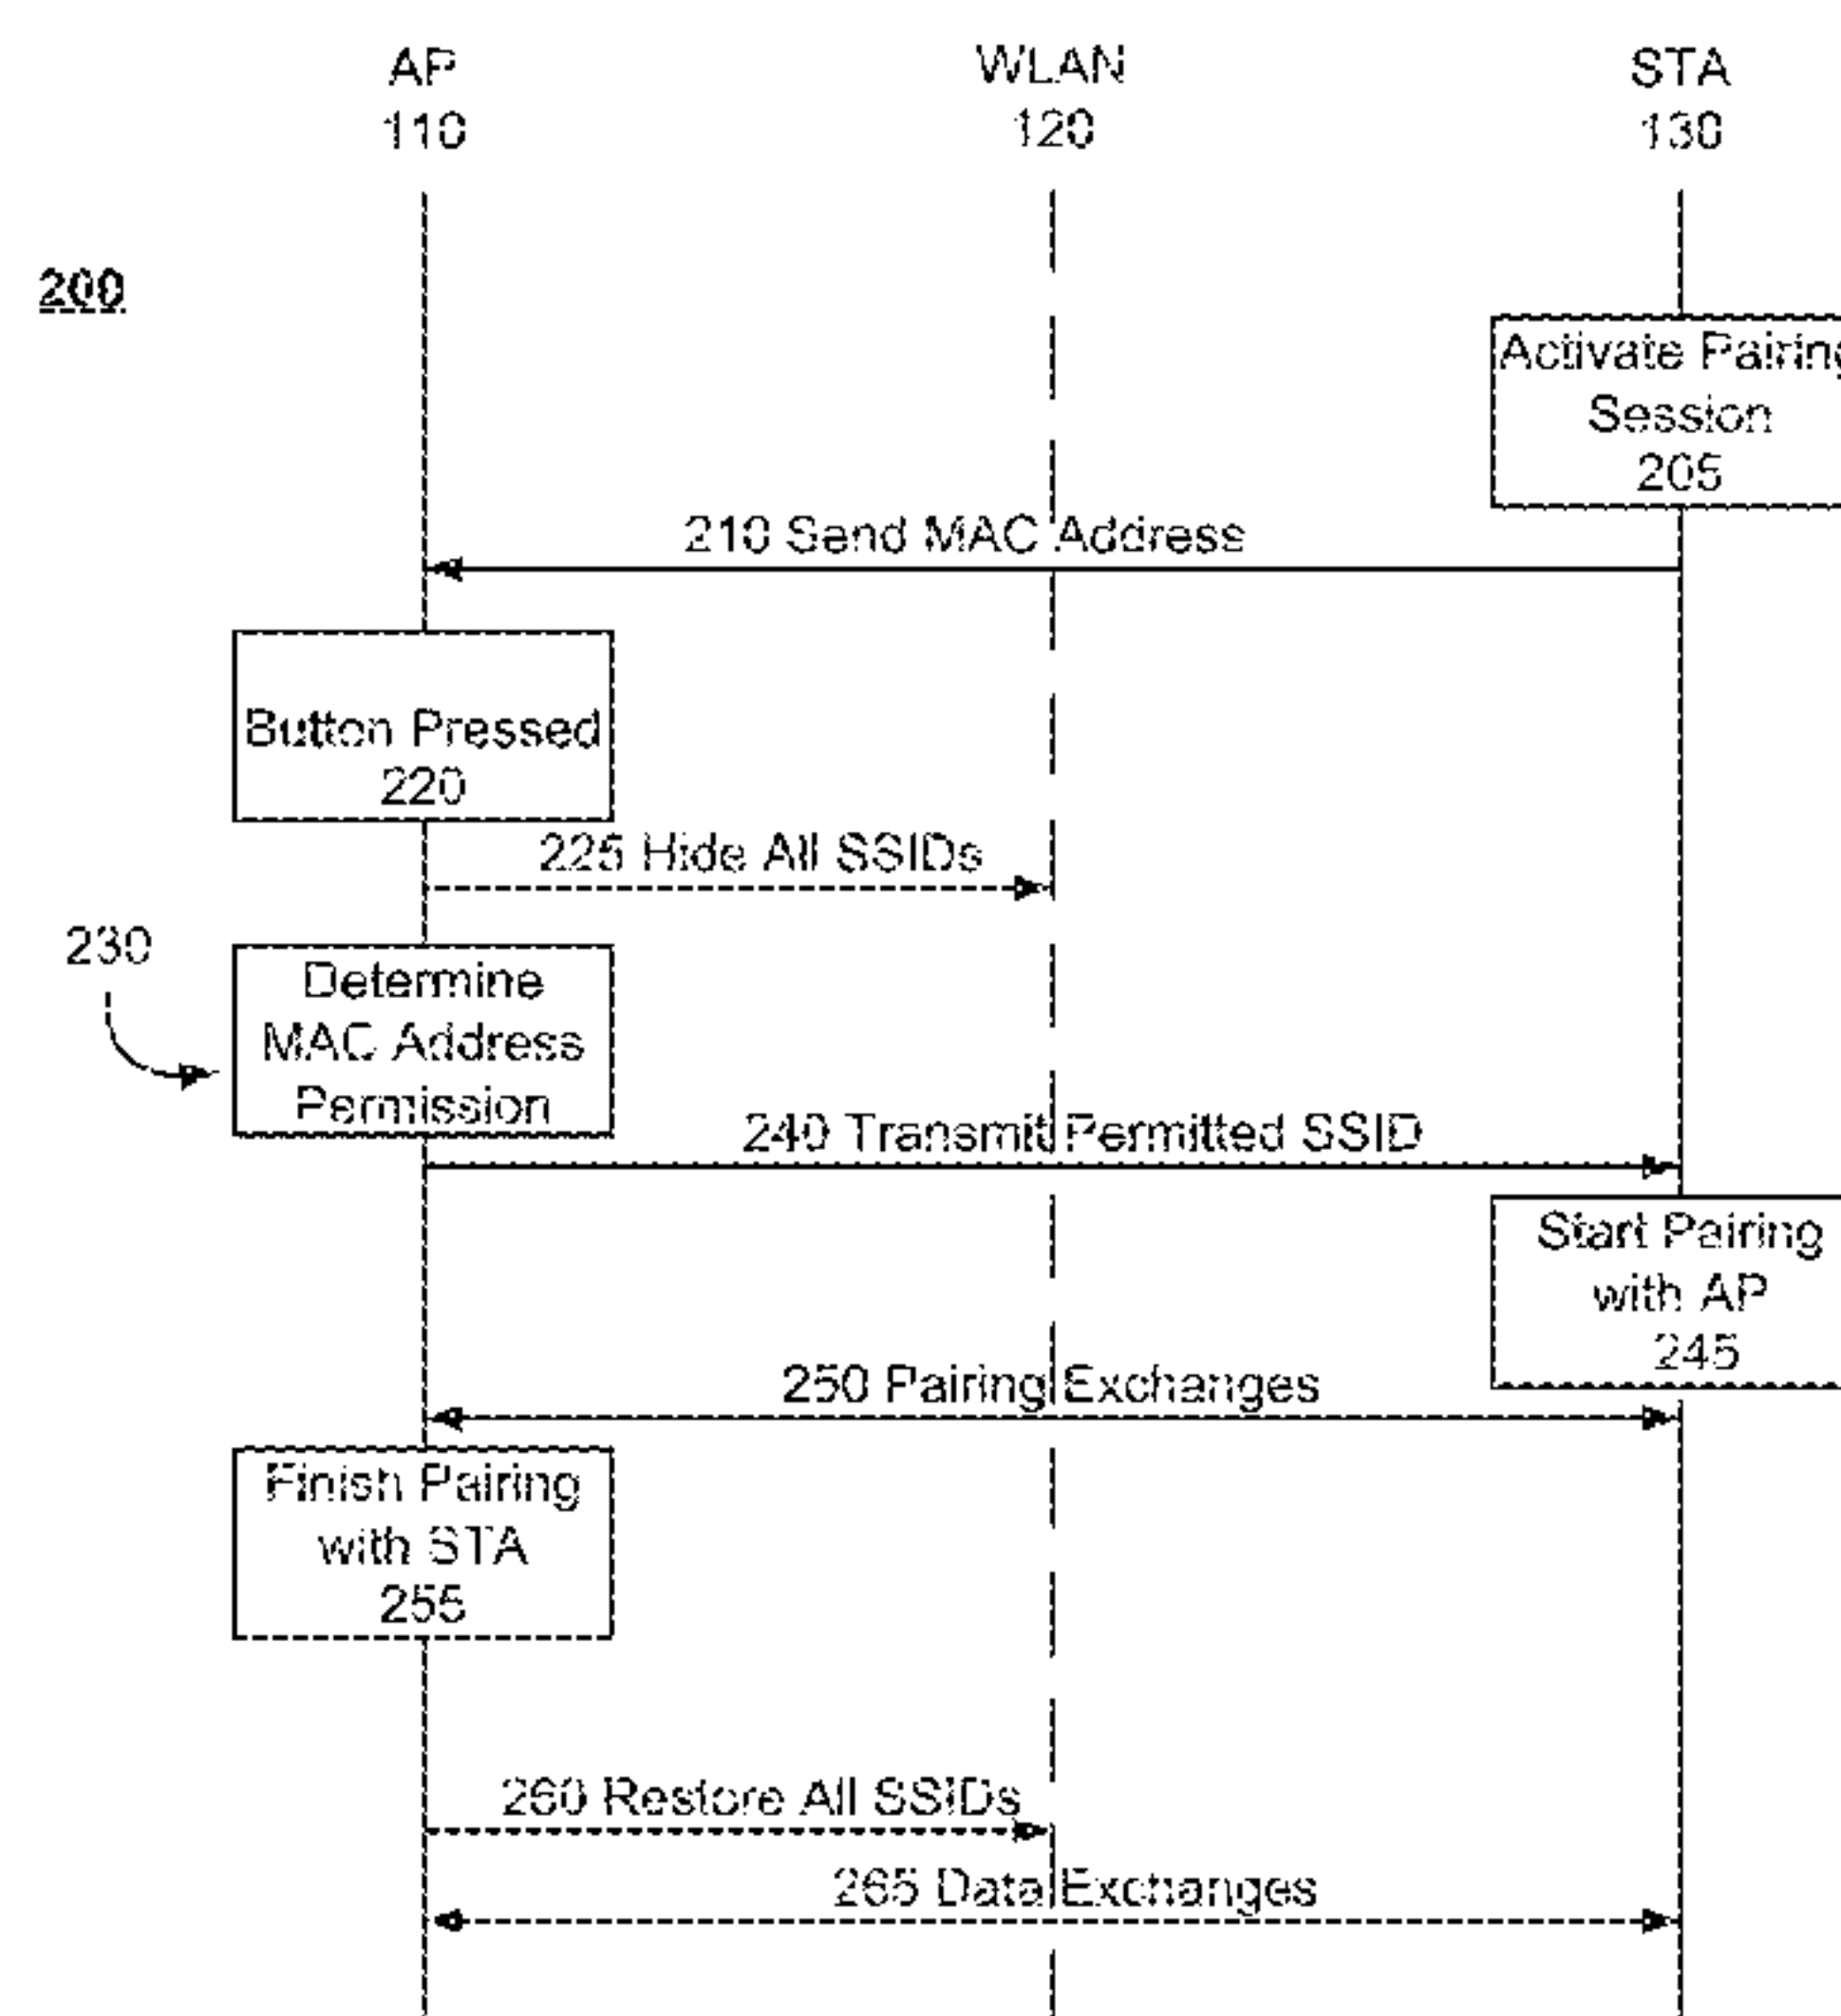 AP
110
WLAN
120
STA
130
200
Activate Pairing
Session
205
210 Send MAC Address
Button Pressed
220
225 Hide All SSIDs
230
Determine
MAC Address
Permission
240 Transmit Permitted SSID
Start Pairing
with AP
245
250 Pairing Exchanges
Finish Pairing
with STA
255
260 Restore All SSIDs
265 Data Exchanges